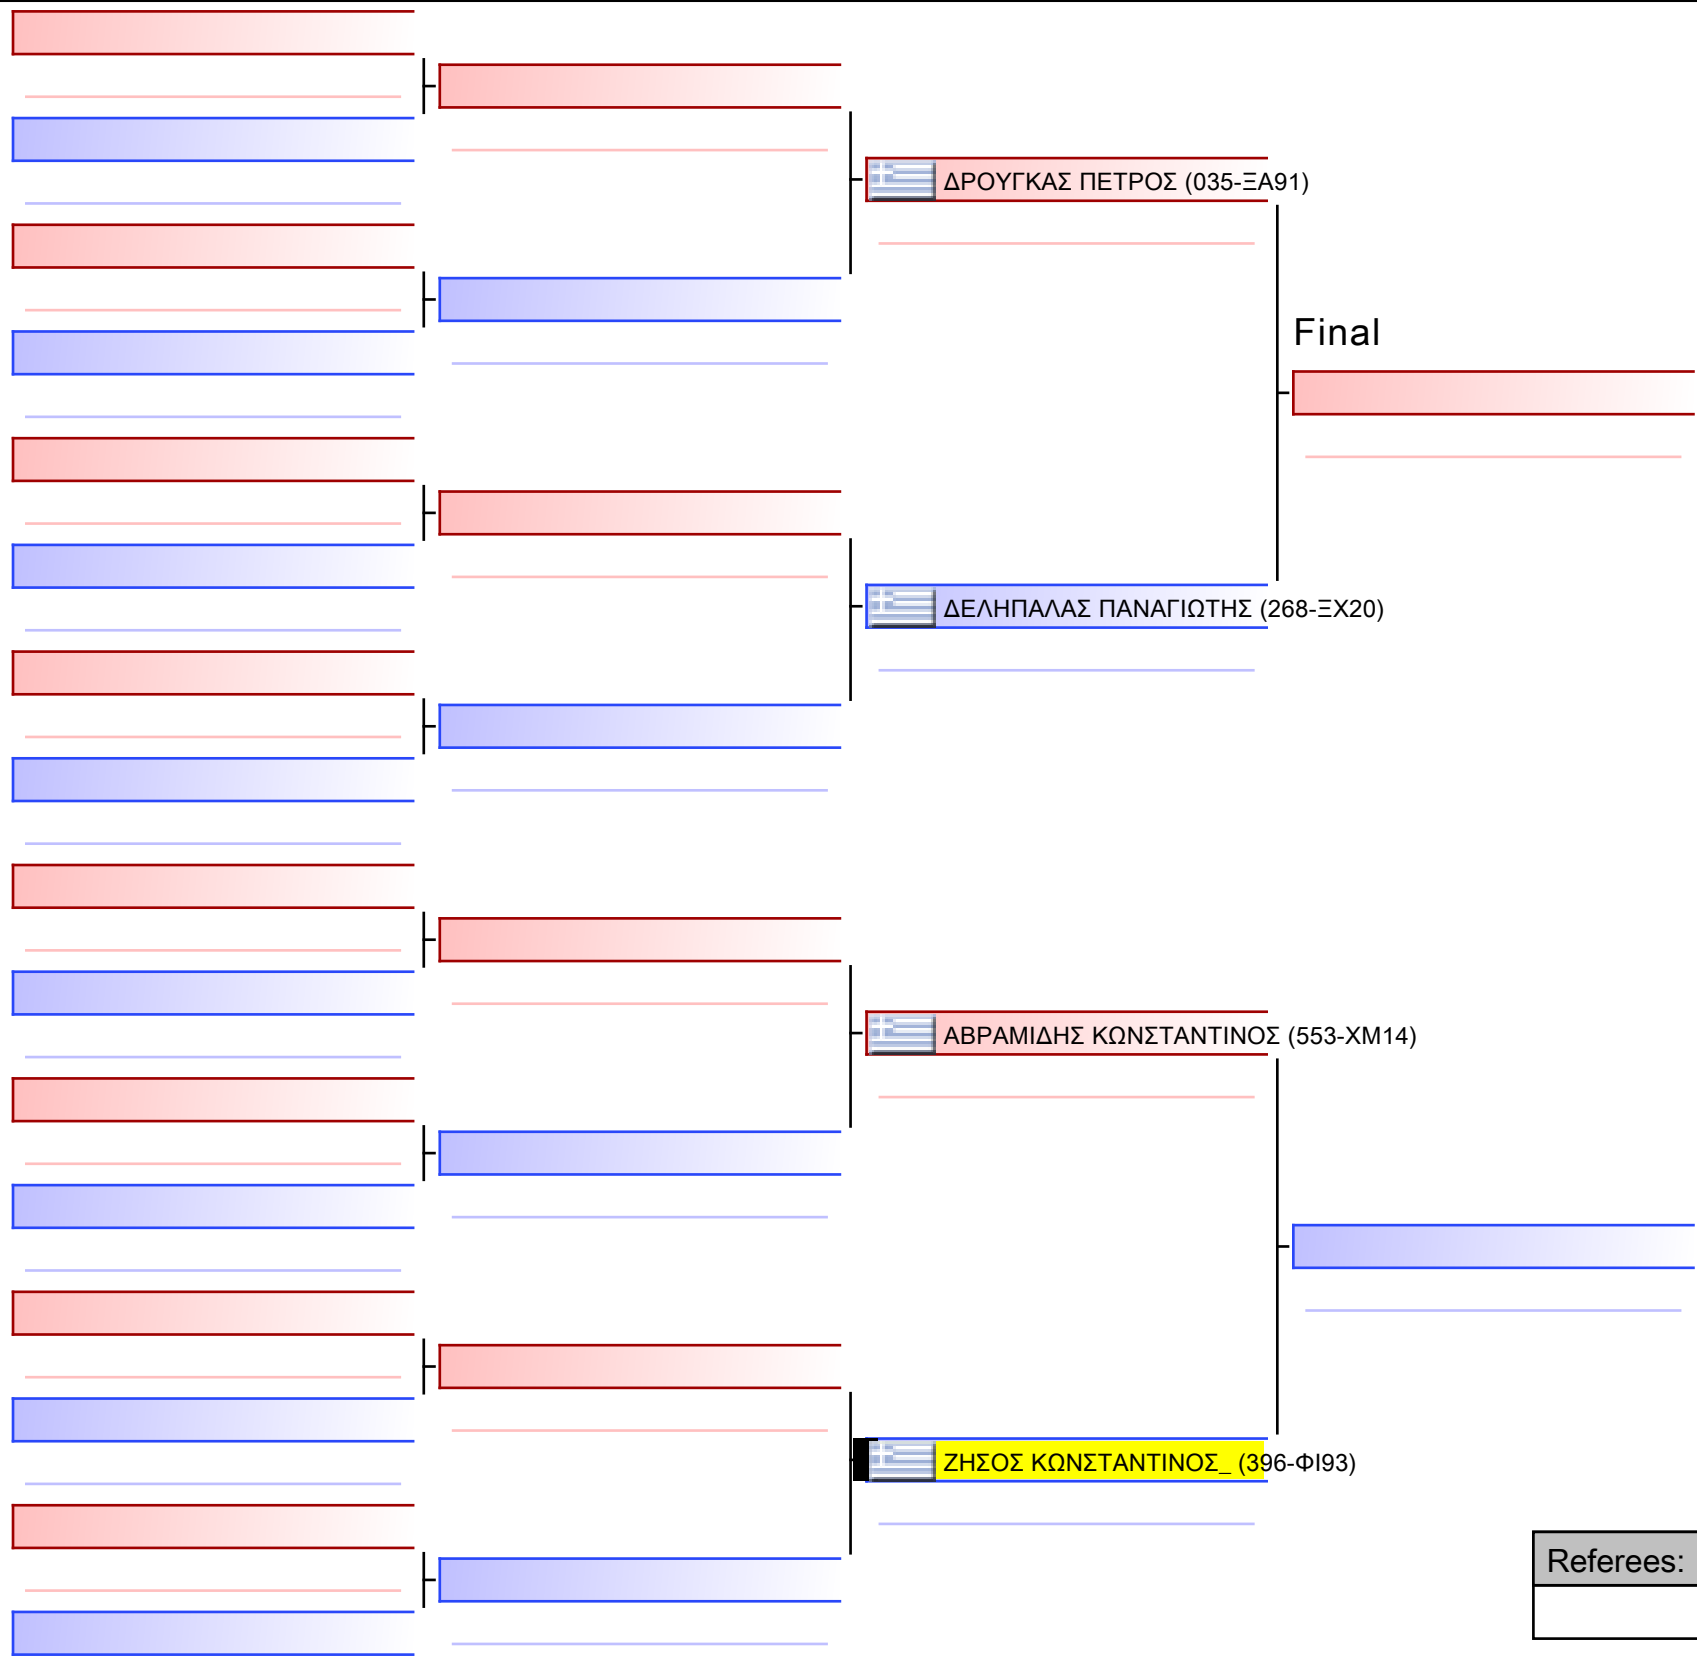 ΔΡΟΥΓΚΑΣ ΠΕΤΡΟΣ (035-ΞΑ91)
Final
ΔΕΛΗΠΑΛΑΣ ΠΑΝΑΓΙΩΤΗΣ (268-ΞΧ20)
ΑΒΡΑΜΙΔΗΣ ΚΩΝΣΤΑΝΤΙΝΟΣ (553-ΧΜ14)
ΖΗΣΟΣ ΚΩΝΣΤΑΝΤΙΝΟΣ_ (396-ΦΙ93)
Referees: